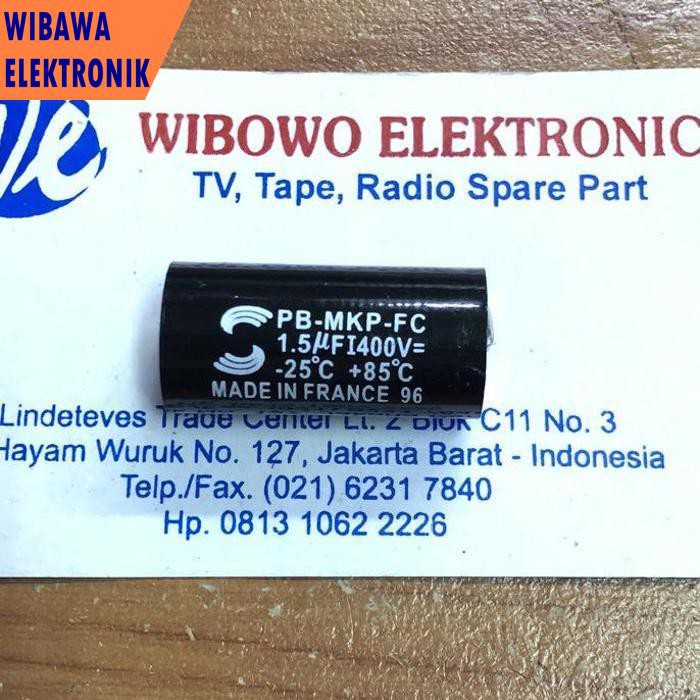 WIBAWA
ELEKTRONIK
WIBOWO ELEKTRONIC
TV, Tape, Radio Spare Part
PB-MKP-FC
1.5µFI400V=
-25°C +85°C
MADE IN FRANCE 96
Lindeteves Trade Center Lt. 2 Blok C11 No. 3
Hayam Wuruk No. 127, Jakarta Barat - Indonesia
Telp./Fax. (021) 6231 7840
Hp. 0813 1062 2226